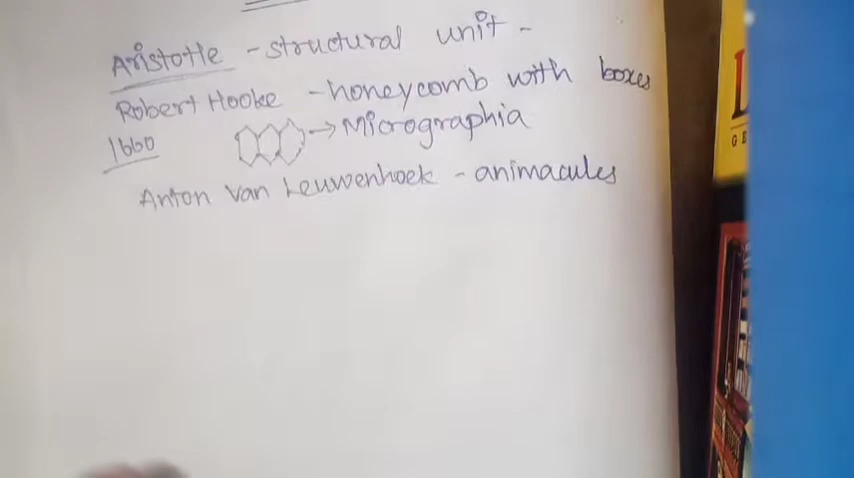 Aristotle - structural unit -
Robert Hooke - honeycomb with boxes
1660 → Micrographia
Anton Van Leuwenhoek - animacules